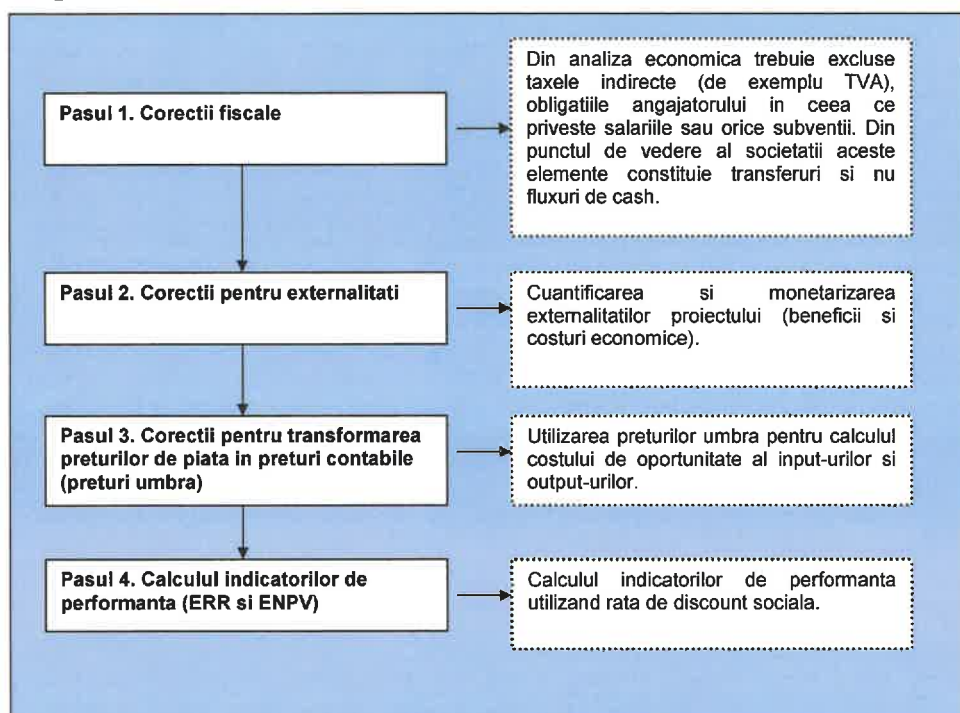 Pasul 1. Corectii fiscale
Din analiza economica trebuie excluse
taxele indirecte (de exemplu TVA),
obligatiile angajatorului in ceea ce
priveste salariile sau orice subventii. Din
punctul de vedere al societatii aceste
elemente constituie transferuri si nu
fluxuri de cash.
Pasul 2. Corectii pentru externalitati
Cuantificarea si monetarizarea
externalitatilor proiectului (beneficii si
costuri economice).
Pasul 3. Corectii pentru transformarea
preturilor de piata in preturi contabile
(preturi umbra)
Utilizarea preturilor umbra pentru calculul
costului de oportunitate al input-urilor si
output-urilor.
Pasul 4. Calculul indicatorilor de
performanta (ERR si ENPV)
Calculul indicatorilor de performanta
utilizand rata de discount sociala.